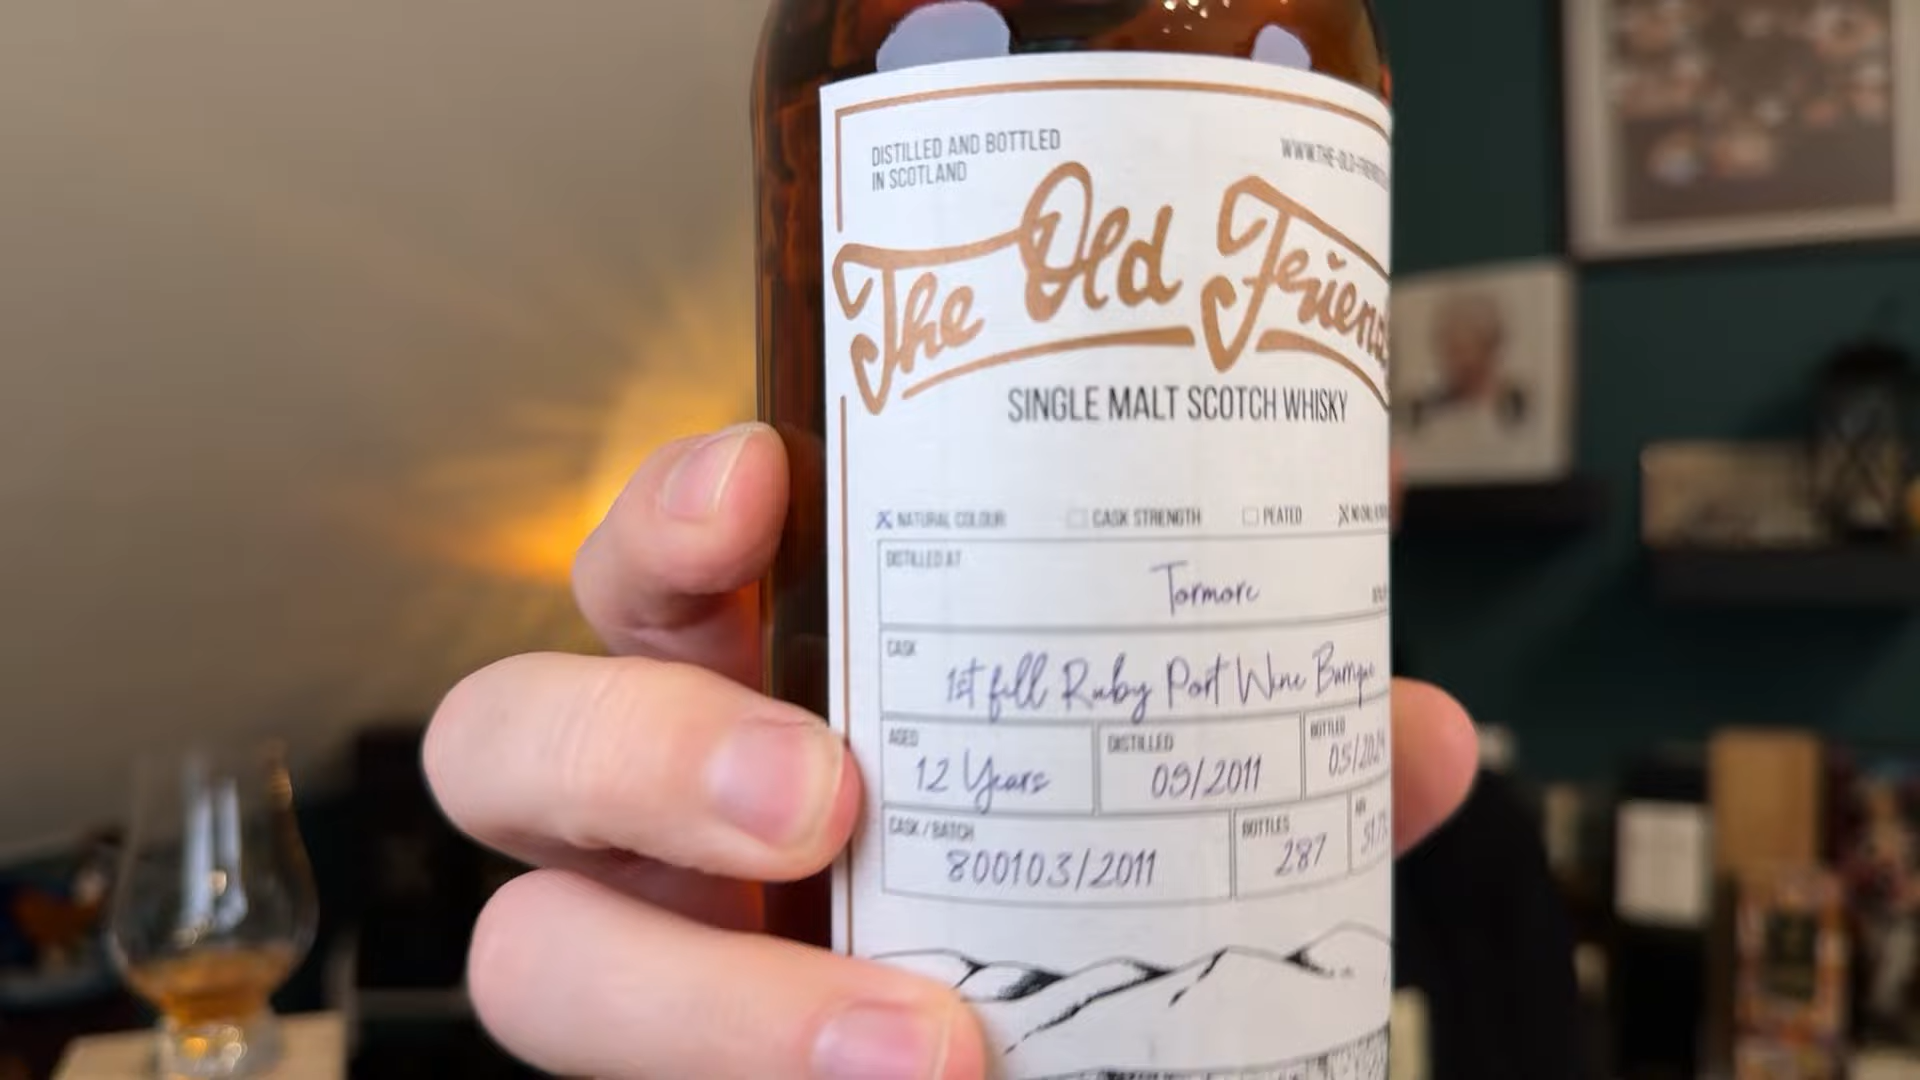 DISTILLED AND BOTTLED
IN SCOTLAND
The Old Friend
SINGLE MALT SCOTCH WHISKY
NATURAL COLOUR CASK STRENGTH PEATED
DISTILLED AT
Tormore
CASK
1st fill Ruby Port Wine Barrique
AGED DISTILLED BOTTLED
12 Years 09/2011
CASK / BATCH BOTTLES
800103/2011 287